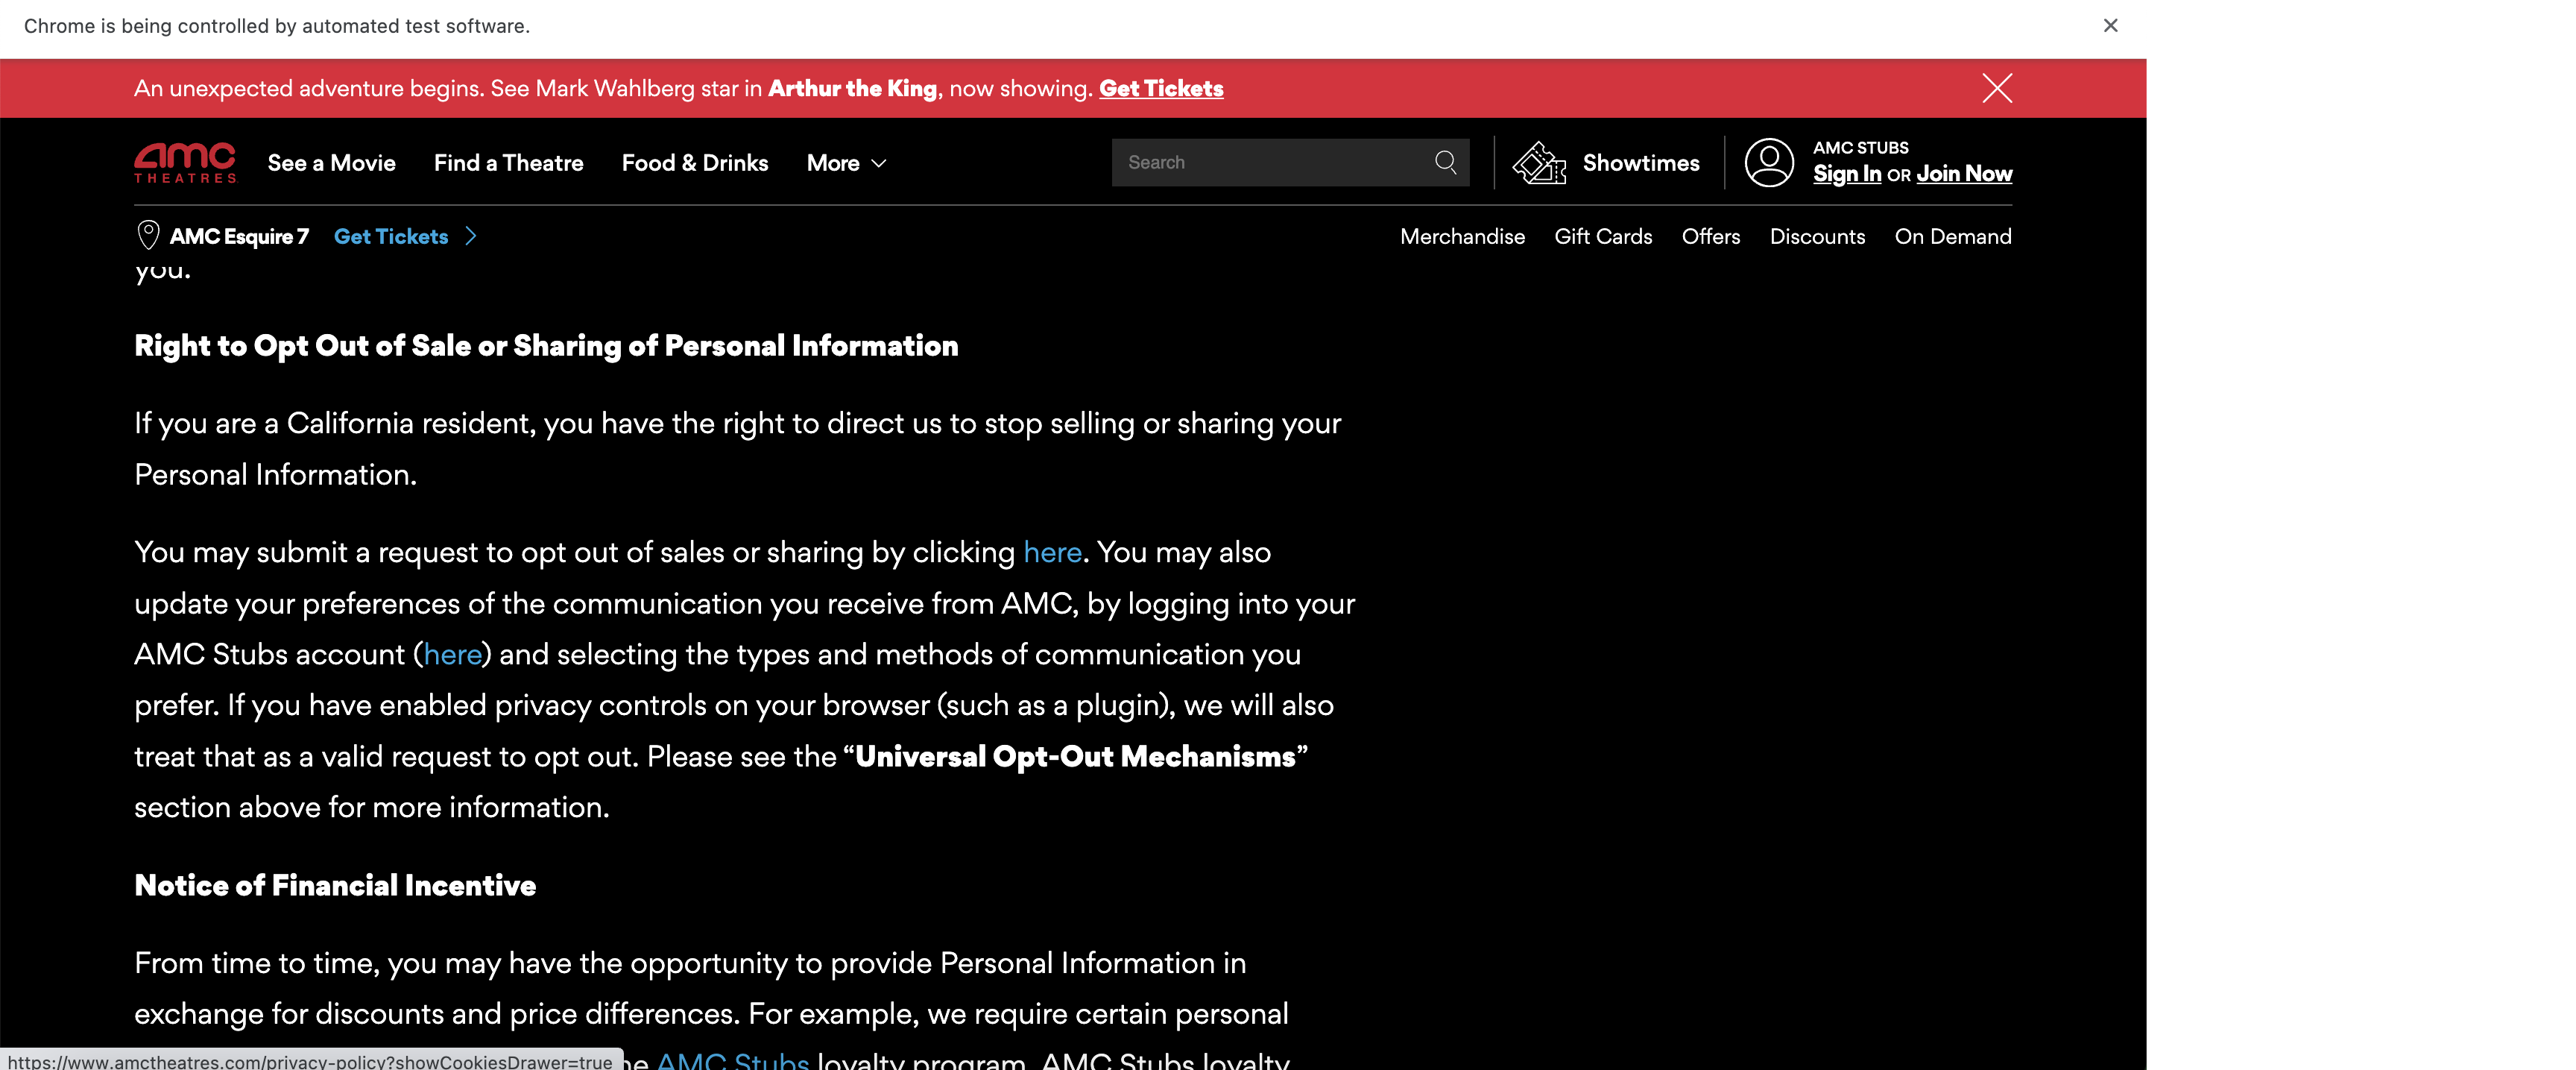 Chrome is being controlled by automated test software.
An unexpected adventure begins. See Mark Wahlberg star in Arthur the King, now showing. Get Tickets
amc THEATRES See a Movie Find a Theatre Food & Drinks More Search Showtimes AMC STUBS
Sign In OR Join Now
AMC Esquire 7 Get Tickets Merchandise Gift Cards Offers Discounts On Demand
you.
Right to Opt Out of Sale or Sharing of Personal Information
If you are a California resident, you have the right to direct us to stop selling or sharing your
Personal Information.
You may submit a request to opt out of sales or sharing by clicking here. You may also
update your preferences of the communication you receive from AMC, by logging into your
AMC Stubs account (here) and selecting the types and methods of communication you
prefer. If you have enabled privacy controls on your browser (such as a plugin), we will also
treat that as a valid request to opt out. Please see the “Universal Opt-Out Mechanisms”
section above for more information.
Notice of Financial Incentive
From time to time, you may have the opportunity to provide Personal Information in
exchange for discounts and price differences. For example, we require certain personal
https://www.amctheatres.com/privacy-policy?showCookiesDrawer=true he AMC Stubs loyalty program. AMC Stubs loyalty